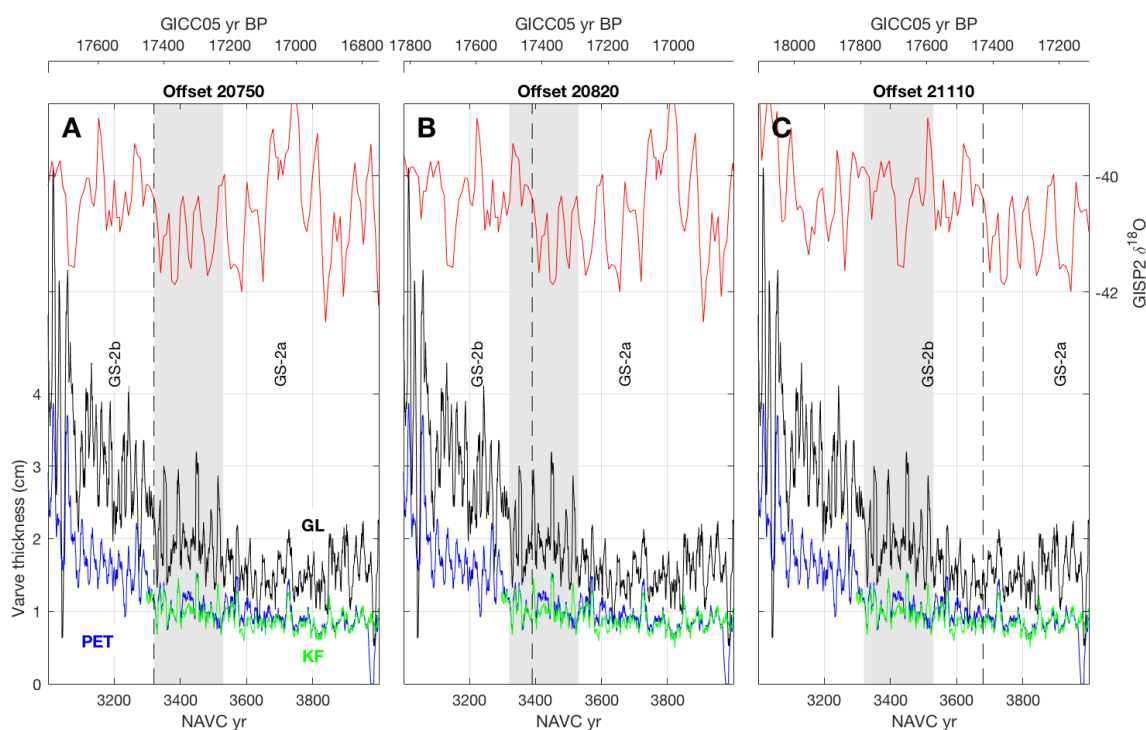 GICC05 yr BP GICC05 yr BP GICC05 yr BP
17600 17400 17200 17000 16800 17800 17600 17400 17200 17000 18000 17800 17600 17400 17200
Offset 20750 Offset 20820 Offset 21110
A B C
-40
GISP2 δ18O
-42
GS-2b GS-2a GS-2b GS-2a GS-2b GS-2a
4
3
Varve thickness (cm)
GL
2
1
PET
KF
0
3200 3400 3600 3800 3200 3400 3600 3800 3200 3400 3600 3800
NAVC yr NAVC yr NAVC yr